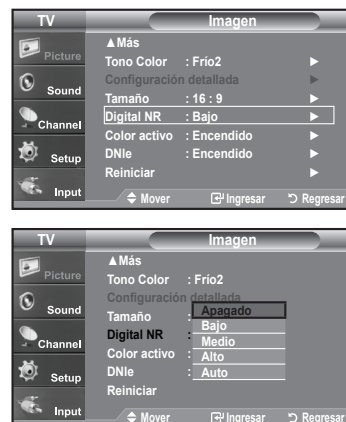 TV Imagen
Picture
Sound
Channel
Setup
Input
▲Más
Tono Color : Frío2 ►
Configuración detallada ►
Tamaño : 16 : 9 ►
Digital NR : Bajo ►
Color activo : Encendido ►
DNIe : Encendido ►
Reiniciar ►
Mover Ingresar Regresar
TV Imagen
Picture
Sound
Channel
Setup
Input
▲Más
Tono Color : Frío2
Configuración detallada
Tamaño :
Digital NR :
Color activo :
DNIe :
Reiniciar
Apagado
Bajo
Medio
Alto
Auto
Mover Ingresar Regresar